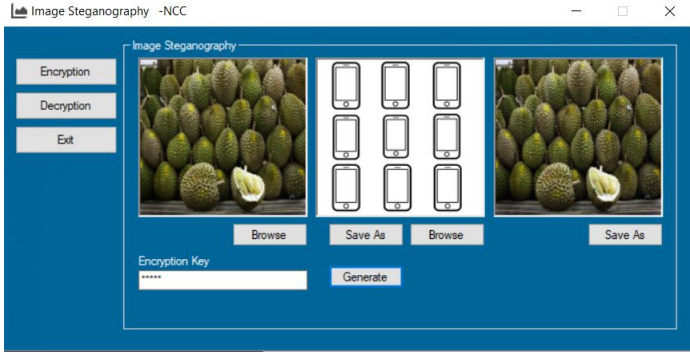 Image Steganography -NCC
Image Steganography
Encryption
Decryption
Exit
Browse
Save As
Browse
Save As
Encryption Key
*****
Generate